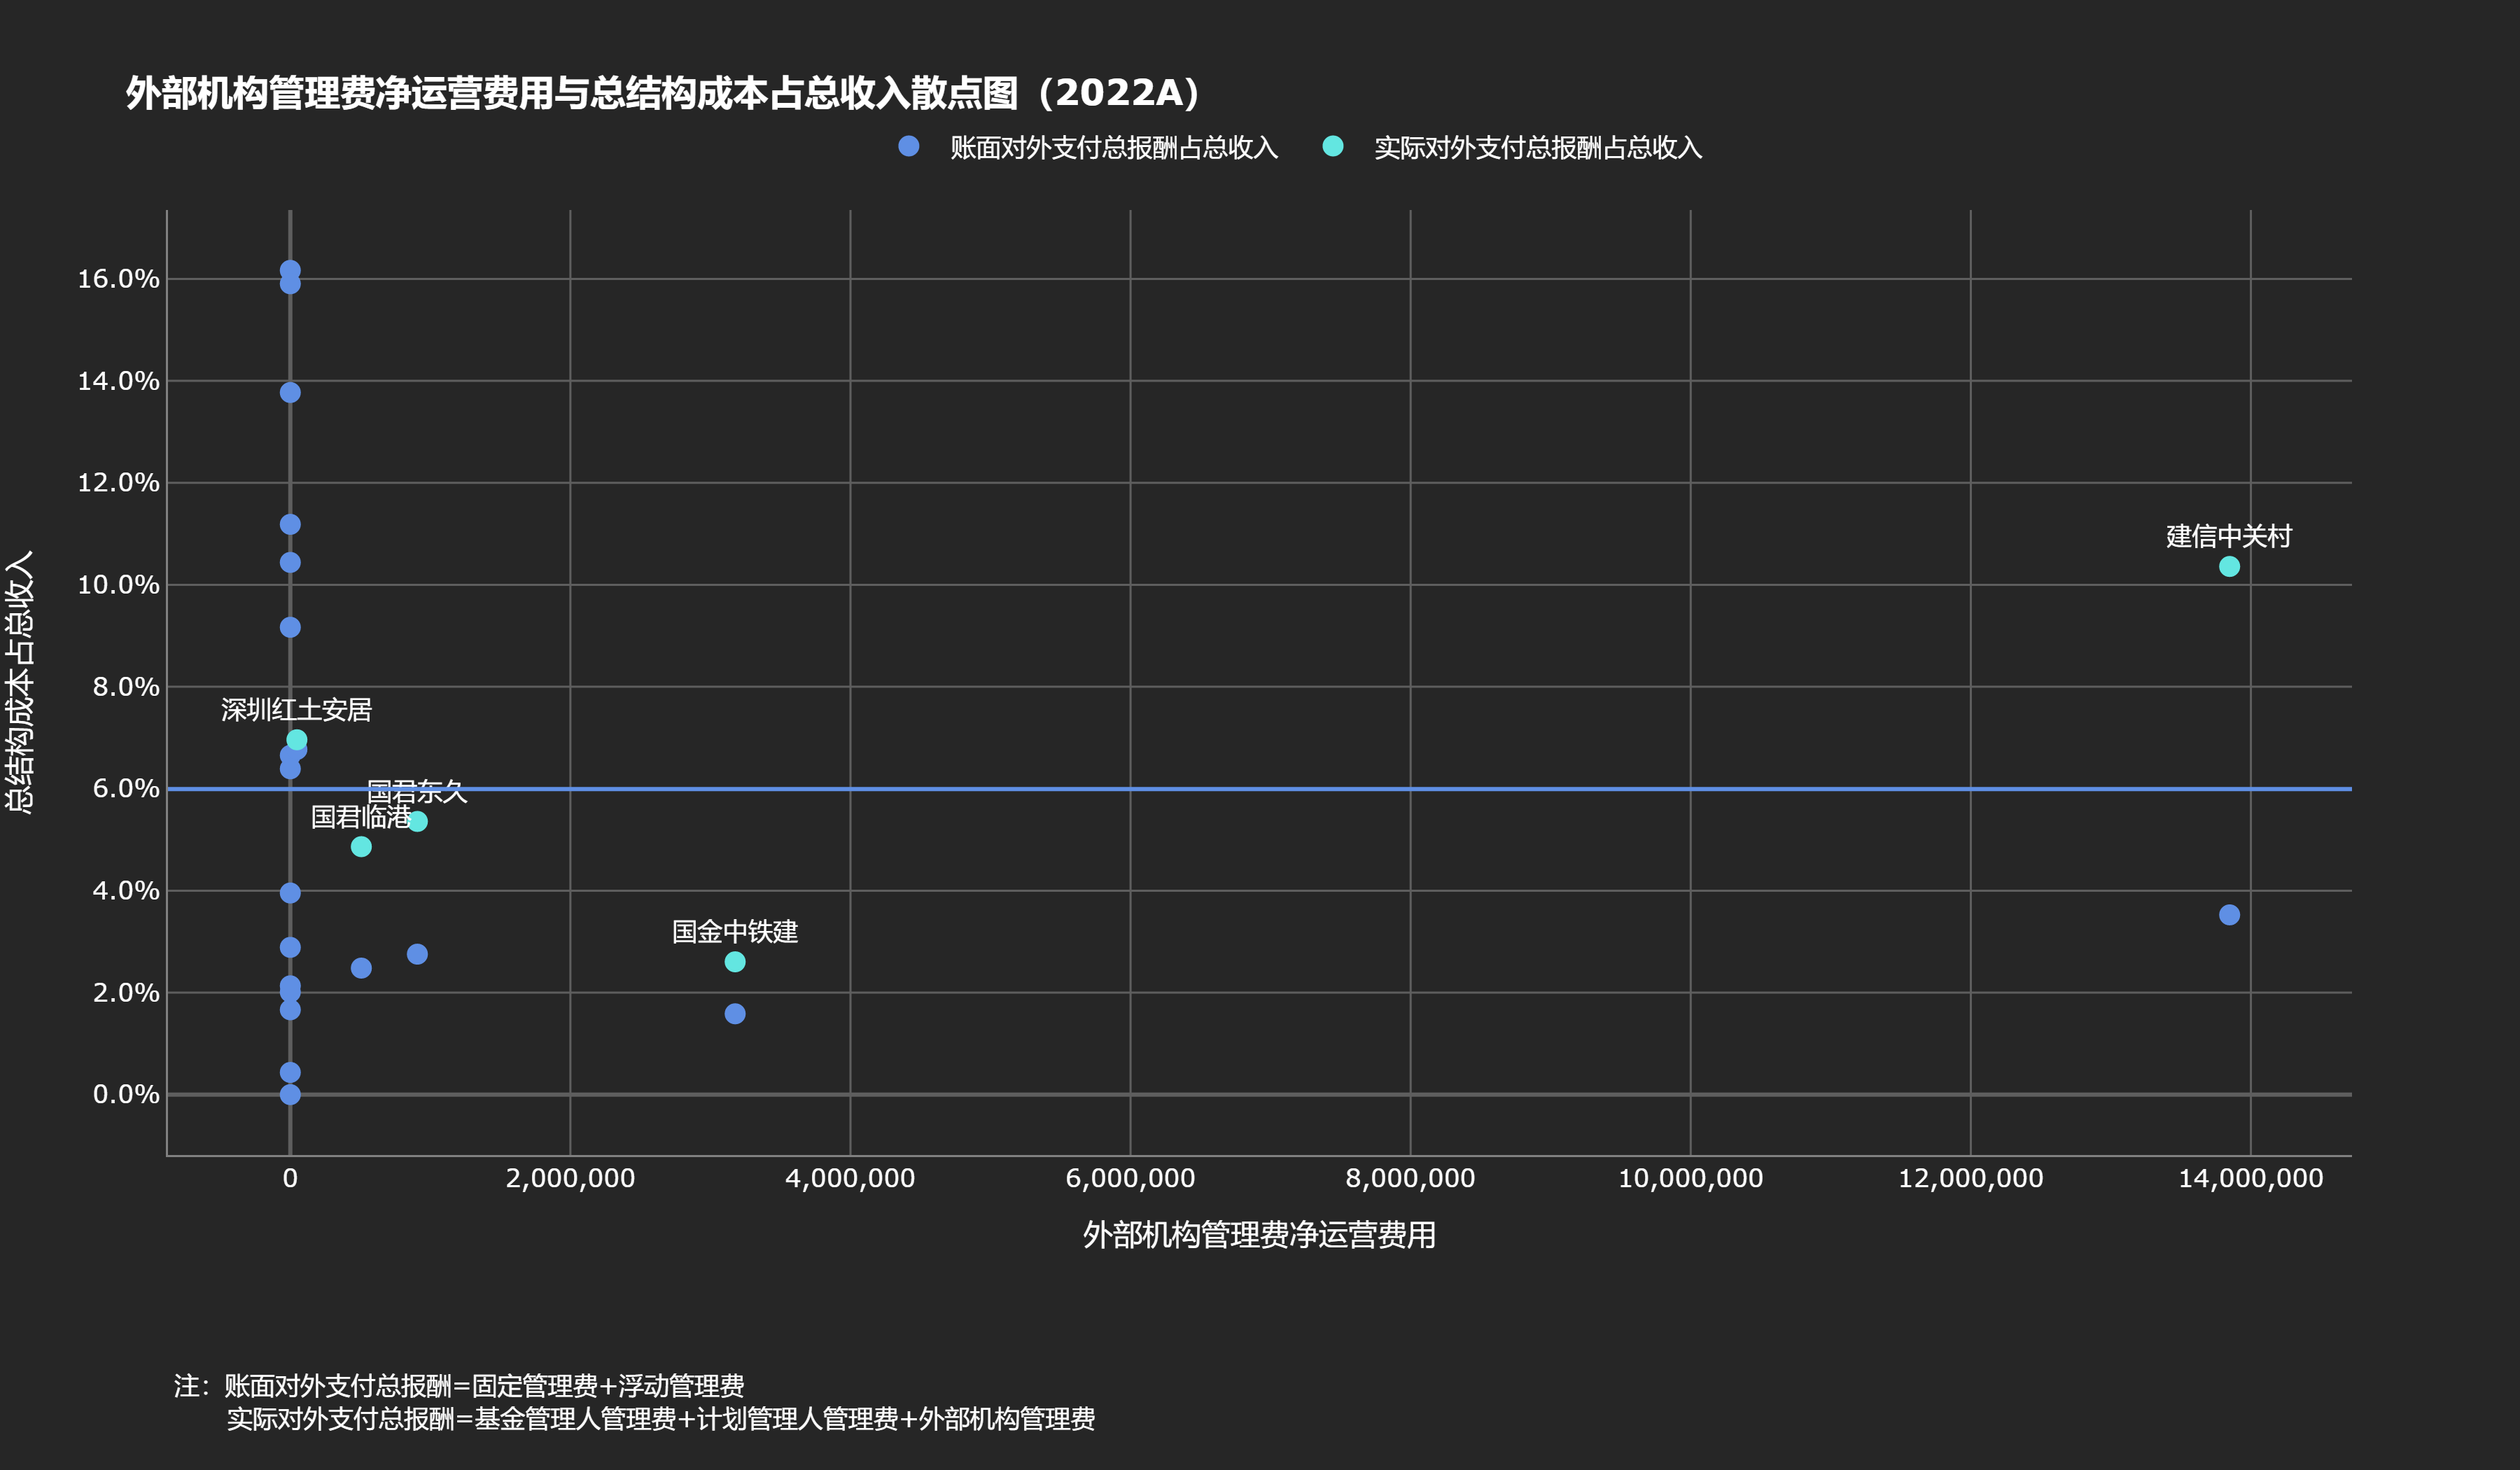 外部机构管理费净运营费用与总结构成本占总收入散点图（2022A）
账面对外支付总报酬占总收入 实际对外支付总报酬占总收入
总结构成本占总收入
16.0%
14.0%
12.0%
10.0%
8.0%
6.0%
4.0%
2.0%
0.0%
建信中关村
深圳红土安居
国君东久
国君临港
国金中铁建
0 2,000,000 4,000,000 6,000,000 8,000,000 10,000,000 12,000,000 14,000,000
外部机构管理费净运营费用
注：账面对外支付总报酬=固定管理费+浮动管理费
实际对外支付总报酬=基金管理人管理费+计划管理人管理费+外部机构管理费